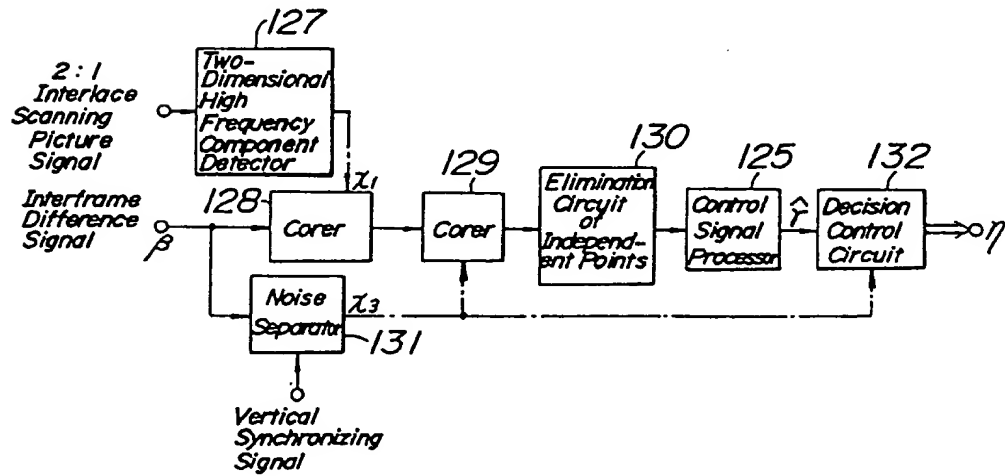 127
Two-
Dimensional
High
Frequency
Component
Detector
2:1
Interlace
Scanning
Picture
Signal
χ1
Interframe
Difference
Signal
β
128
Corer
129
Corer
130
Elimination
Circuit
of
Independ-
ent Points
125
Control
Signal
Processor
γ̂
132
Decision
Control
Circuit
η
Noise
Separator
χ3
131
Vertical
Synchronizing
Signal